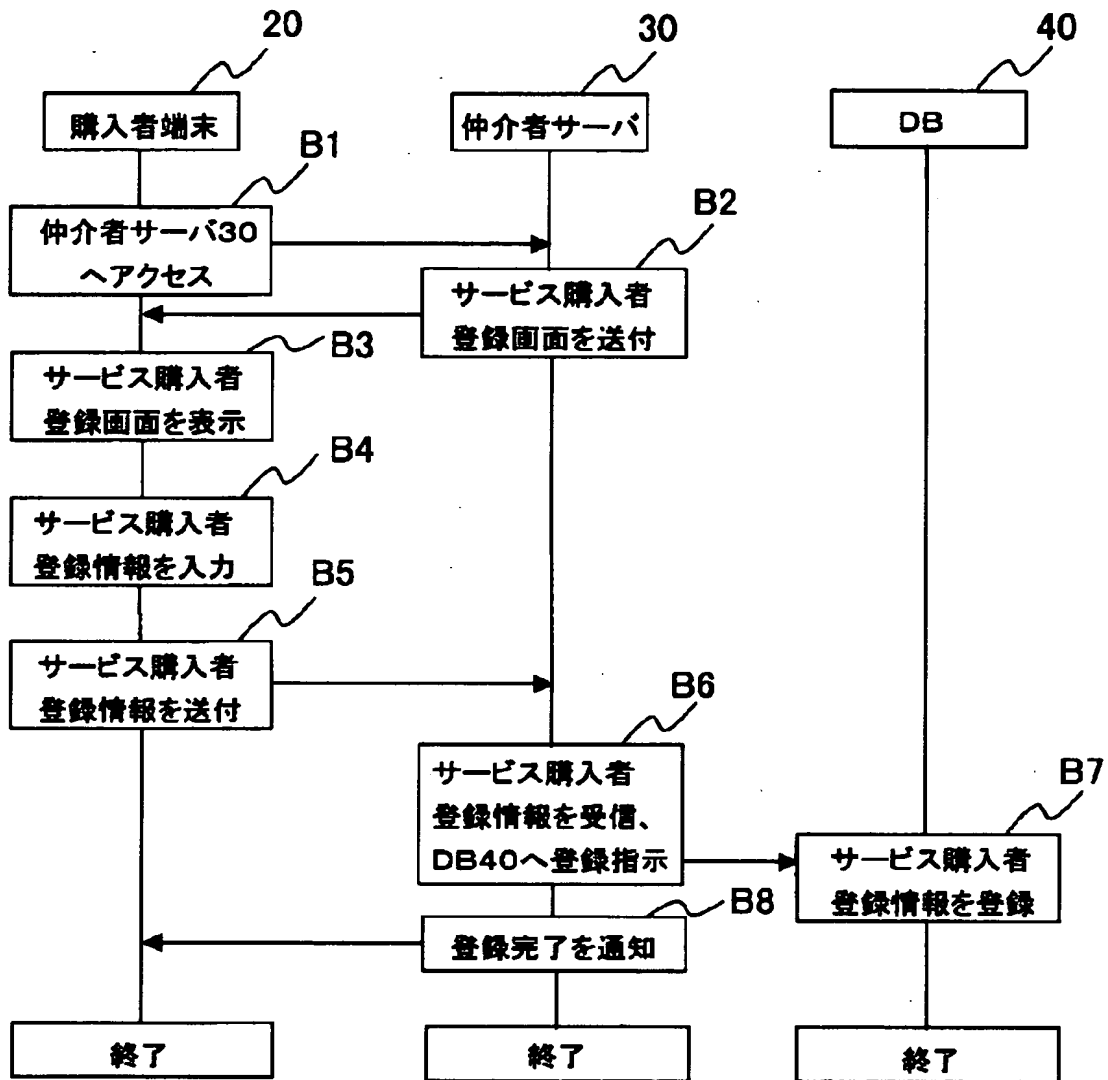 20
30
40
購入者端末
仲介者サーバ
DB
B1
仲介者サーバ30
へアクセス
B2
サービス購入者
登録画面を送付
B3
サービス購入者
登録画面を表示
B4
サービス購入者
登録情報を入力
B5
サービス購入者
登録情報を送付
B6
サービス購入者
登録情報を受信、
DB40へ登録指示
B7
サービス購入者
登録情報を登録
B8
登録完了を通知
終了
終了
終了